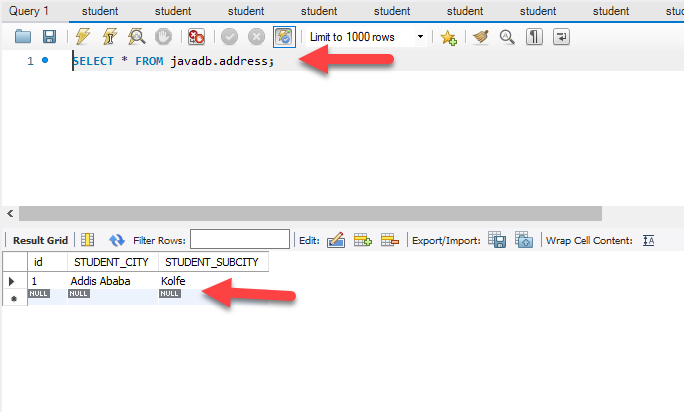 Query 1 student student student student student student student student
Limit to 1000 rows
1 SELECT * FROM javadb.address;
Result Grid Filter Rows: Edit: Export/Import: Wrap Cell Content: IA
id STUDENT_CITY STUDENT_SUBCITY
1 Addis Ababa Kolfe
NULL NULL NULL